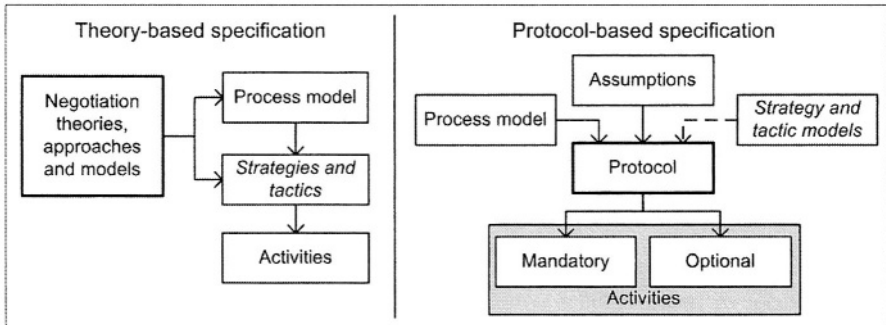 Theory-based specification
Negotiation
theories,
approaches
and models
Process model
Strategies and
tactics
Activities
Protocol-based specification
Assumptions
Process model
Strategy and
tactic models
Protocol
Mandatory
Optional
Activities